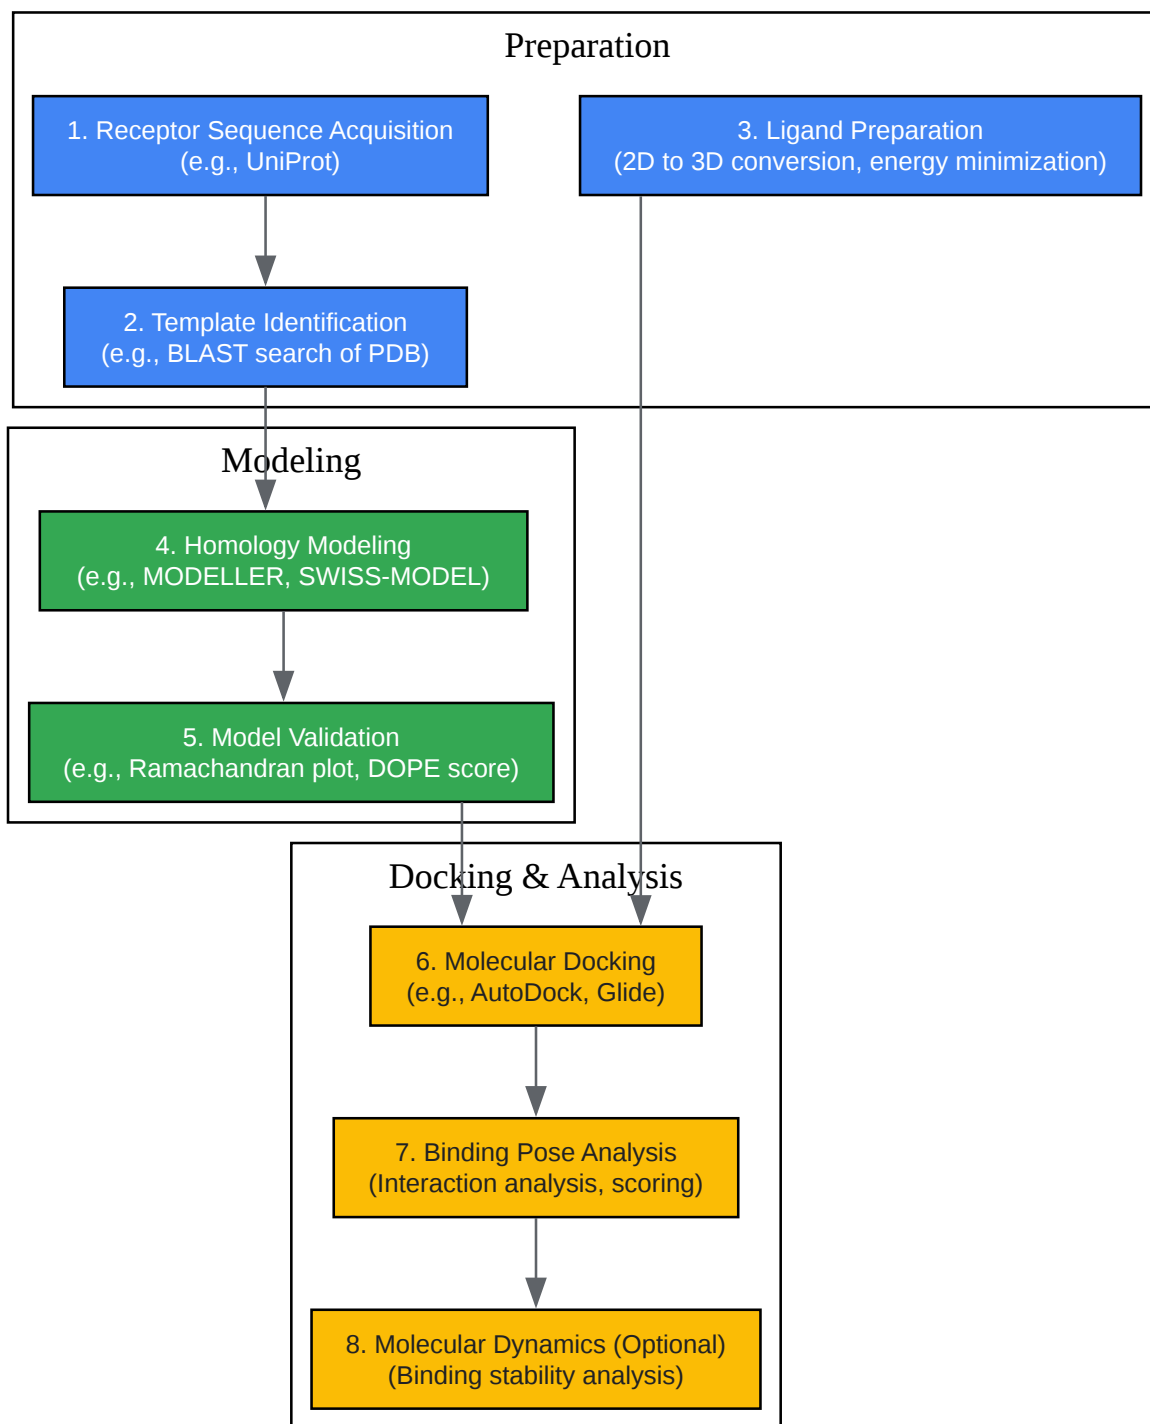 Preparation
1. Receptor Sequence Acquisition
(e.g., UniProt)
3. Ligand Preparation
(2D to 3D conversion, energy minimization)
2. Template Identification
(e.g., BLAST search of PDB)
Modeling
4. Homology Modeling
(e.g., MODELLER, SWISS-MODEL)
5. Model Validation
(e.g., Ramachandran plot, DOPE score)
Docking & Analysis
6. Molecular Docking
(e.g., AutoDock, Glide)
7. Binding Pose Analysis
(Interaction analysis, scoring)
8. Molecular Dynamics (Optional)
(Binding stability analysis)